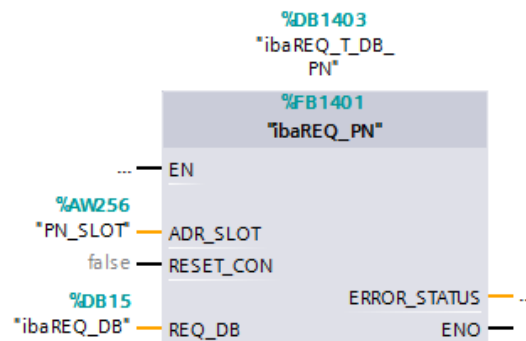 %DB1403
"ibaREQ_T_DB_
PN"
%FB1401
"ibaREQ_PN"
... EN
%AW256
"PN_SLOT" ADR_SLOT
false RESET_CON
%DB15
ERROR_STATUS ...
"ibaREQ_DB" REQ_DB ENO